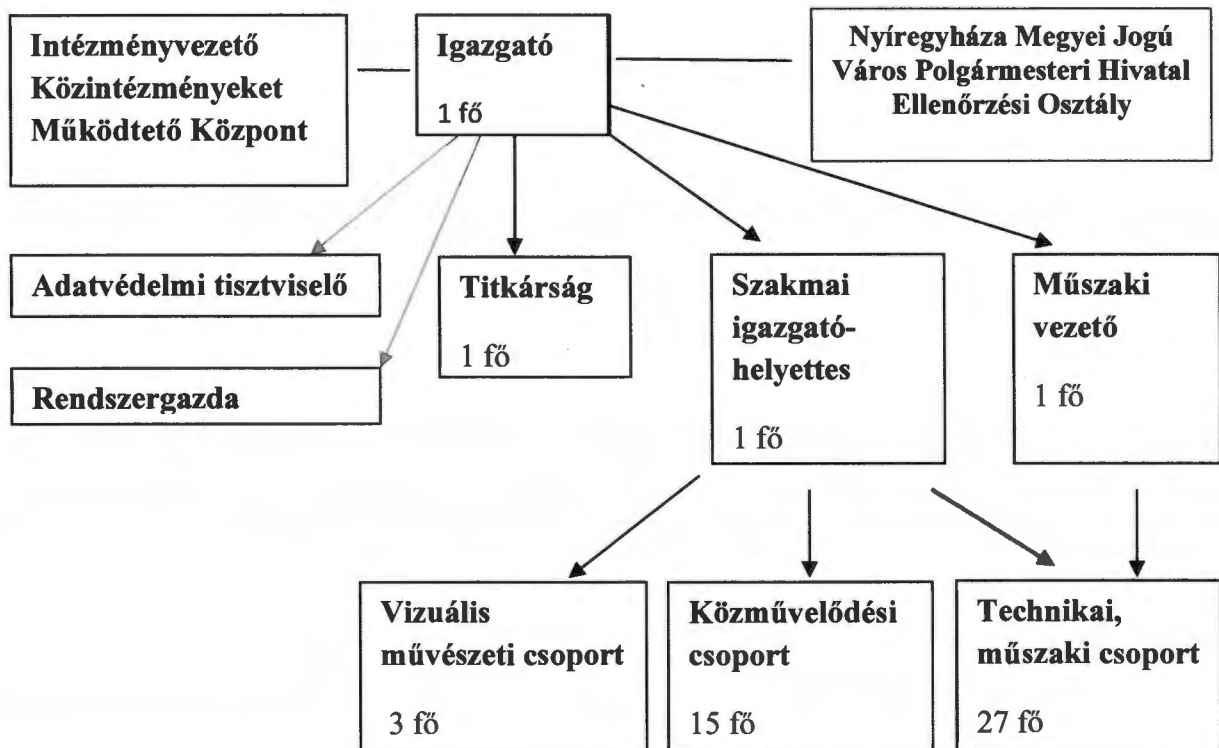 Intézményvezető
Közintézményeket
Működtető Központ
Igazgató
1 fő
Nyíregyháza Megyei Jogú
Város Polgármesteri Hivatal
Ellenőrzési Osztály
Adatvédelmi tisztviselő
Rendszergazda
Titkárság
1 fő
Szakmai
igazgató-
helyettes
1 fő
Műszaki
vezető
1 fő
Vizuális
művészeti csoport
3 fő
Közművelődési
csoport
15 fő
Technikai,
műszaki csoport
27 fő